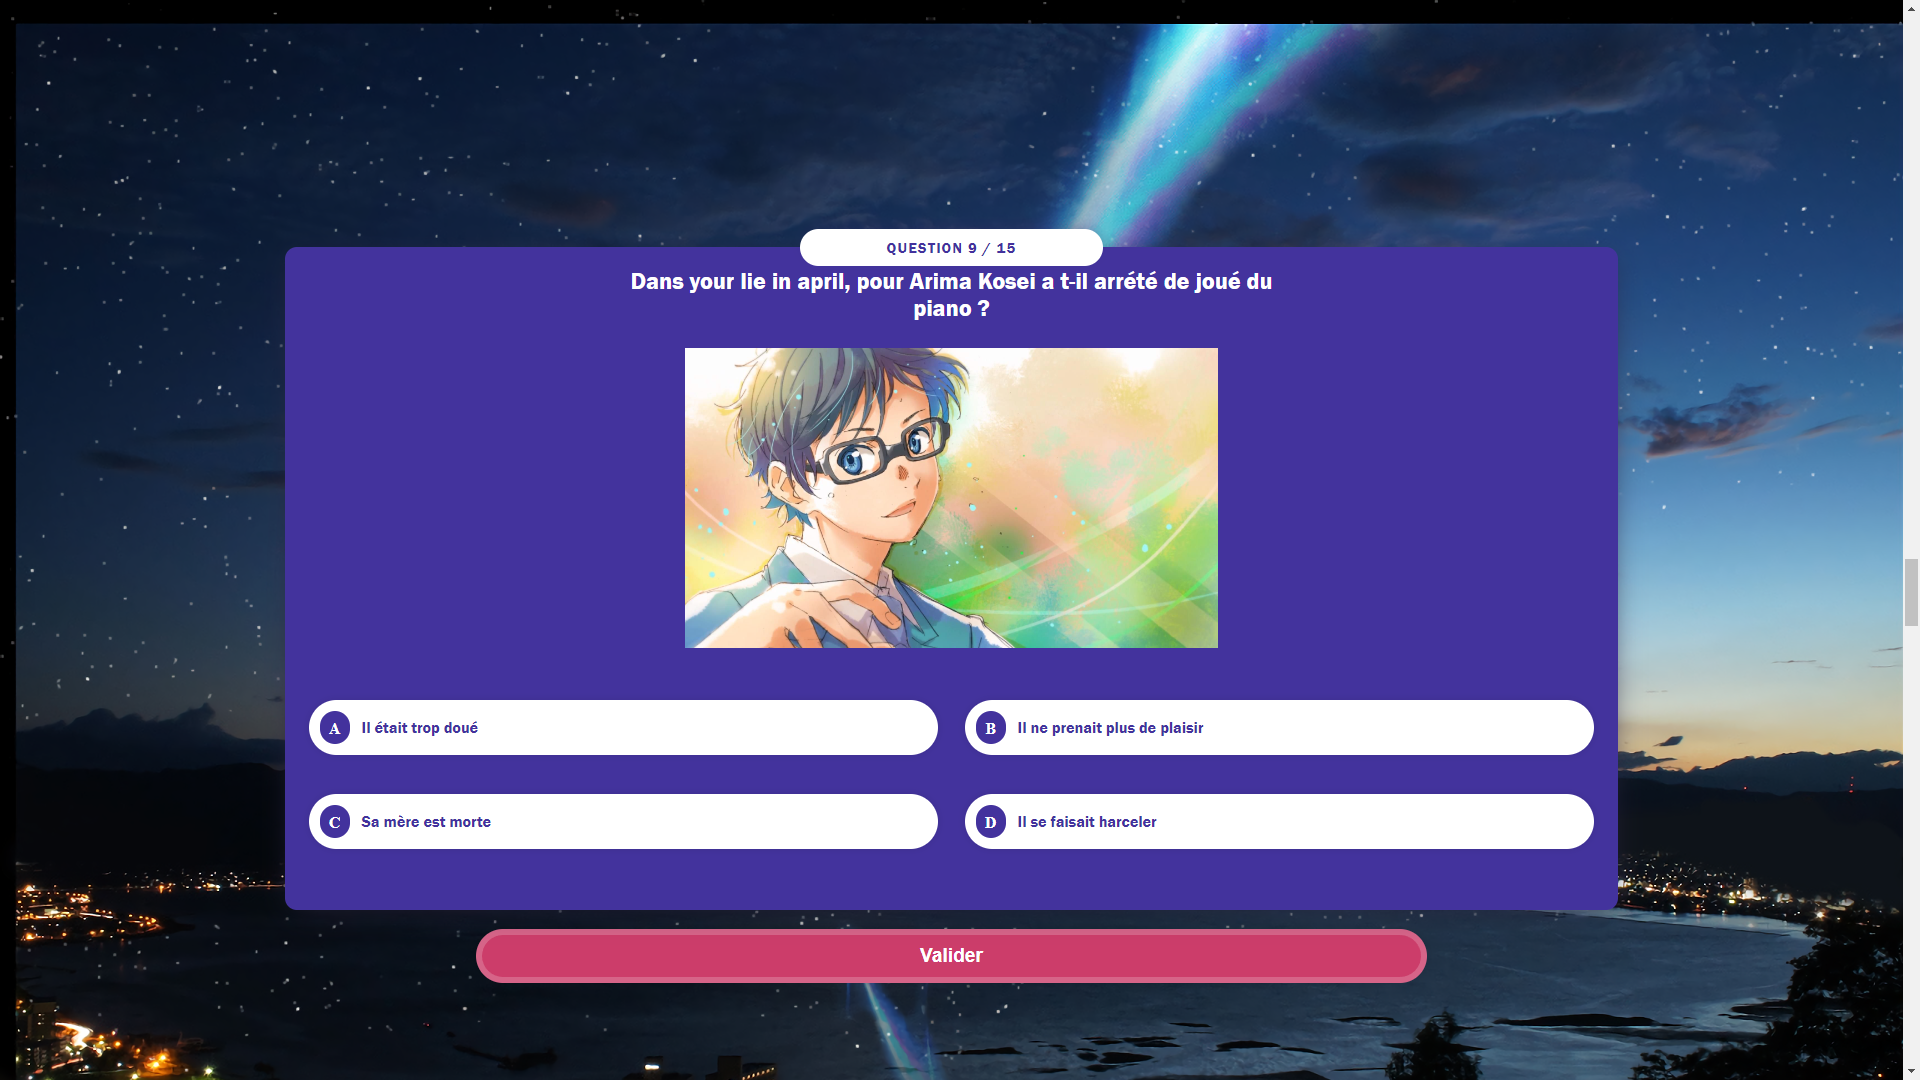 QUESTION 9 / 15
Dans your lie in april, pour Arima Kosei a t-il arrété de joué du
piano ?
A Il était trop doué
B Il ne prenait plus de plaisir
C Sa mère est morte
D Il se faisait harceler
Valider